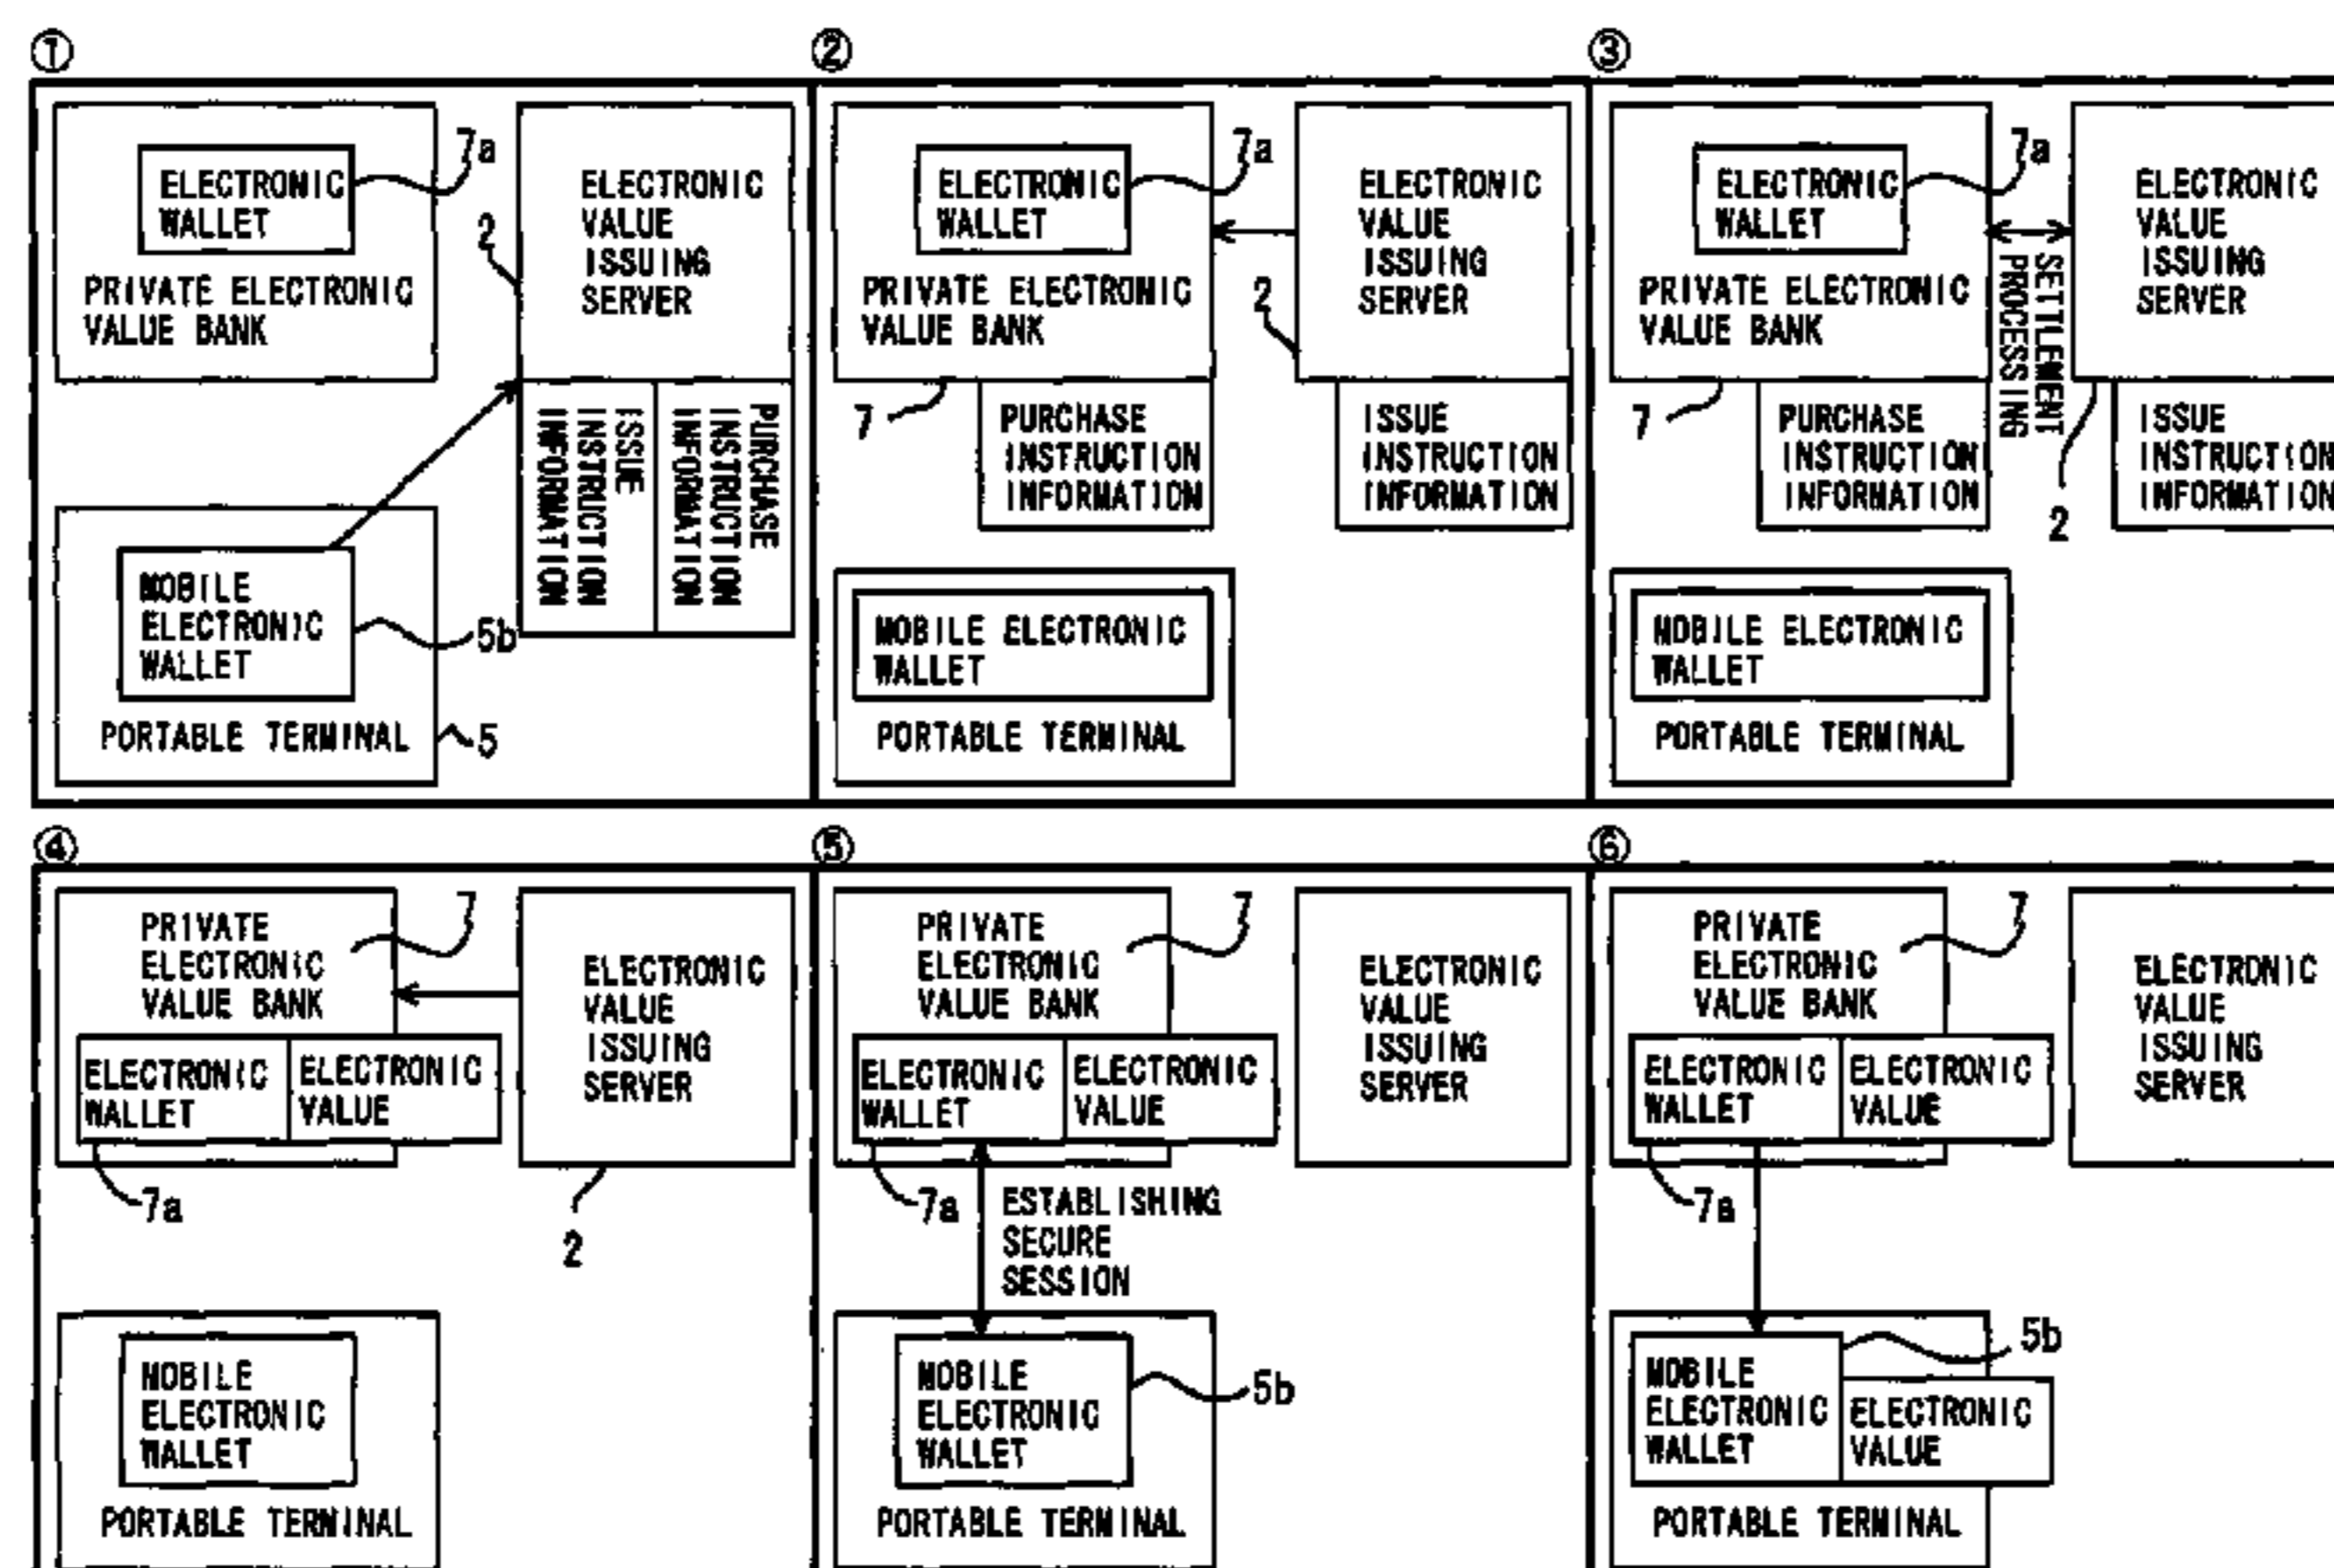 ①
ELECTRONIC
WALLET
7a
PRIVATE ELECTRONIC
VALUE BANK
2
ELECTRONIC
VALUE
ISSUING
SERVER
ISSUE
INSTRUCTION
INFORMATION
PURCHASE
INSTRUCTION
INFORMATION
MOBILE
ELECTRONIC
WALLET
5b
PORTABLE TERMINAL
5
②
ELECTRONIC
WALLET
7a
PRIVATE ELECTRONIC
VALUE BANK
2
ELECTRONIC
VALUE
ISSUING
SERVER
7
PURCHASE
INSTRUCTION
INFORMATION
ISSUE
INSTRUCTION
INFORMATION
MOBILE ELECTRONIC
WALLET
PORTABLE TERMINAL
③
ELECTRONIC
WALLET
7a
PRIVATE ELECTRONIC
VALUE BANK
SETTLEMENT
PROCESSING
ELECTRONIC
VALUE
ISSUING
SERVER
7
PURCHASE
INSTRUCTION
INFORMATION
2
ISSUE
INSTRUCTION
INFORMATION
MOBILE ELECTRONIC
WALLET
PORTABLE TERMINAL
④
PRIVATE
ELECTRONIC
VALUE BANK
7
ELECTRONIC
WALLET
ELECTRONIC
VALUE
7a
ELECTRONIC
VALUE
ISSUING
SERVER
2
MOBILE
ELECTRONIC
WALLET
PORTABLE TERMINAL
⑤
PRIVATE
ELECTRONIC
VALUE BANK
7
ELECTRONIC
WALLET
ELECTRONIC
VALUE
7a
ELECTRONIC
VALUE
ISSUING
SERVER
ESTABLISHING
SECURE
SESSION
MOBILE
ELECTRONIC
WALLET
5b
PORTABLE TERMINAL
⑥
PRIVATE
ELECTRONIC
VALUE BANK
7
ELECTRONIC
WALLET
ELECTRONIC
VALUE
7a
ELECTRONIC
VALUE
ISSUING
SERVER
5b
MOBILE
ELECTRONIC
WALLET
ELECTRONIC
VALUE
PORTABLE TERMINAL